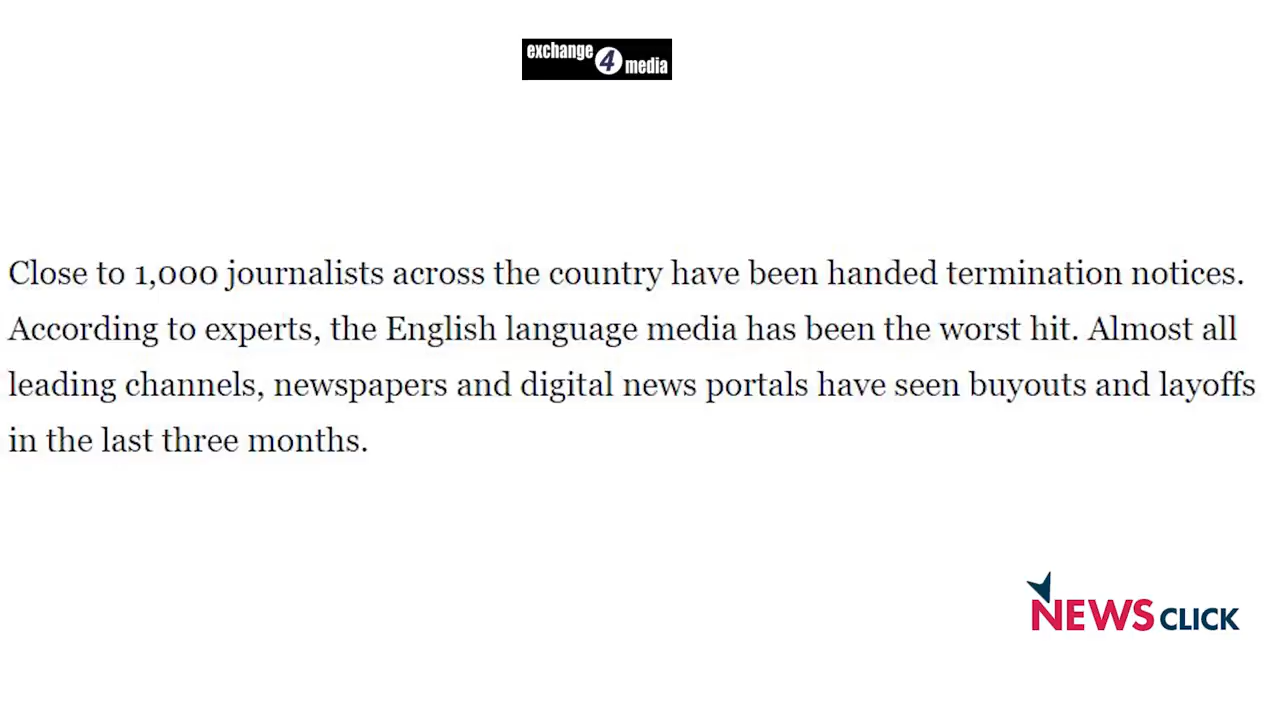 exchange
4
media
Close to 1,000 journalists across the country have been handed termination notices.
According to experts, the English language media has been the worst hit. Almost all
leading channels, newspapers and digital news portals have seen buyouts and layoffs
in the last three months.
NEWS CLICK